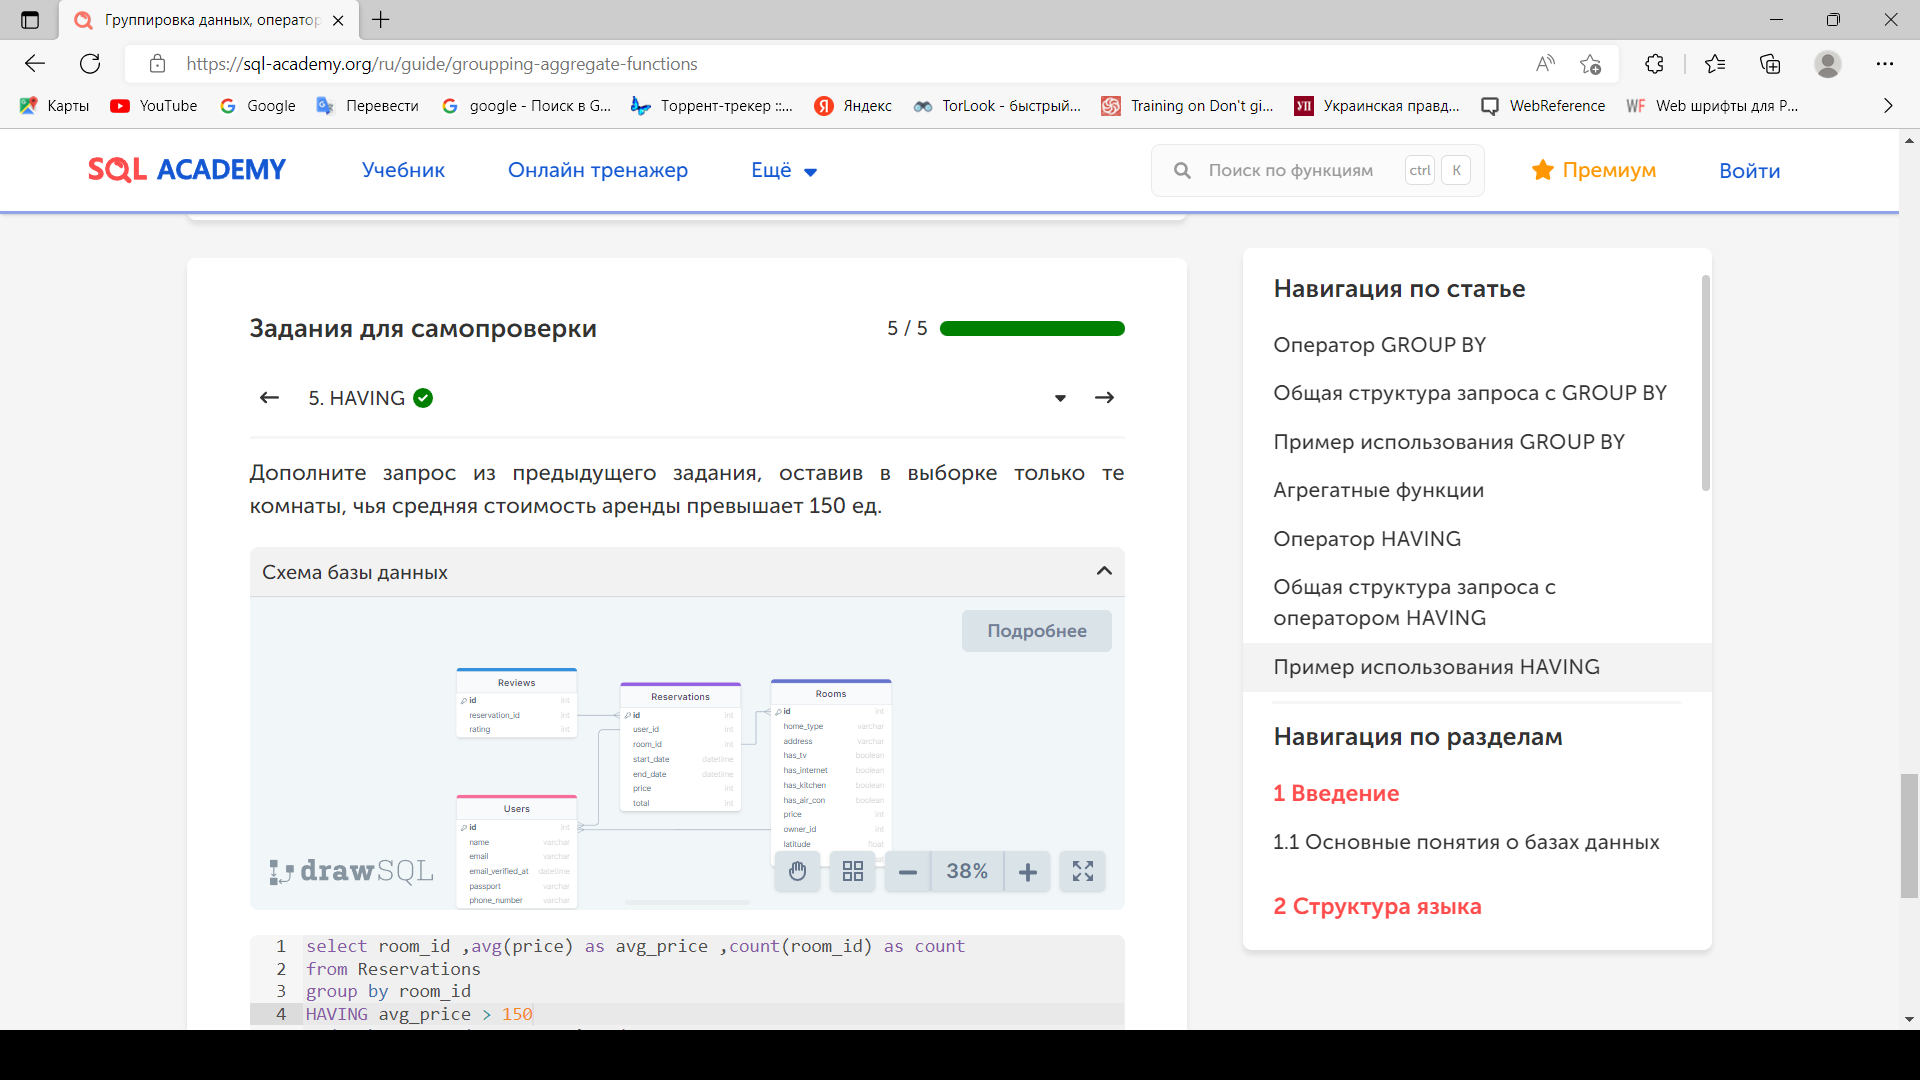 Группировка данных, оператор
https://sql-academy.org/ru/guide/groupping-aggregate-functions
Карты
YouTube
Google
Перевести
google - Поиск в G...
Торрент-трекер ::...
Яндекс
TorLook - быстрый...
Training on Don't gi...
УП
Украинская правд...
WebReference
WF
Web шрифты для Р...
SQL ACADEMY
Учебник
Онлайн тренажер
Ещё
Поиск по функциям
ctrl
K
Премиум
Войти
Задания для самопроверки
5 / 5
5. HAVING
Дополните запрос из предыдущего задания, оставив в выборке только те
комнаты, чья средняя стоимость аренды превышает 150 ед.
Схема базы данных
Подробнее
Reviews
id int
reservation_id int
rating int
Reservations
id int
user_id int
room_id int
start_date datetime
end_date datetime
price int
total int
Rooms
id int
home_type varchar
address varchar
has_tv boolean
has_internet boolean
has_kitchen boolean
has_air_con boolean
price int
owner_id int
latitude float
Users
id int
name varchar
email varchar
email_verified_at datetime
passport varchar
phone_number varchar
drawSQL
38%
1 select room_id ,avg(price) as avg_price ,count(room_id) as count
2 from Reservations
3 group by room_id
4 HAVING avg_price > 150
Навигация по статье
Оператор GROUP BY
Общая структура запроса с GROUP BY
Пример использования GROUP BY
Агрегатные функции
Оператор HAVING
Общая структура запроса с
оператором HAVING
Пример использования HAVING
Навигация по разделам
1 Введение
1.1 Основные понятия о базах данных
2 Структура языка